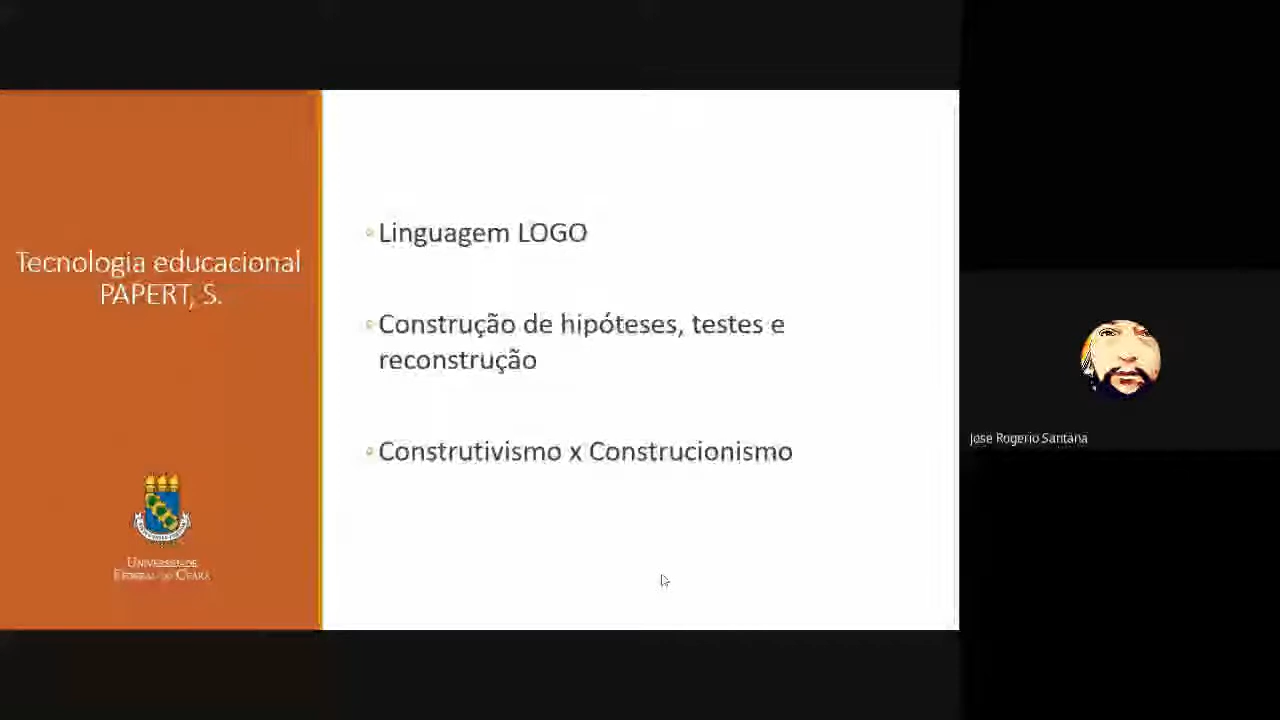 Tecnologia educacional
PAPERT, S.
Linguagem LOGO
Construção de hipóteses, testes e
reconstrução
Construtivismo x Construcionismo
UNIVERSIDADE
FEDERAL DO CEARÁ
Jose Rogerio Santana